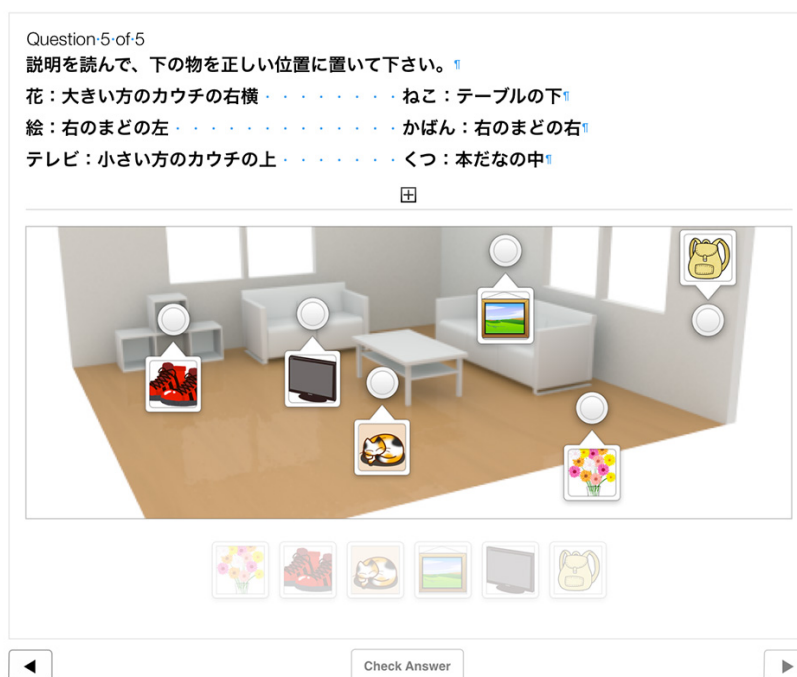 Question 5 of 5
説明を読んで、下の物を正しい位置に置いて下さい。
花：大きい方のカウチの右横 ねこ：テーブルの下
絵：右のまどの左 かばん：右のまどの右
テレビ：小さい方のカウチの上 くつ：本だなの中
Check Answer